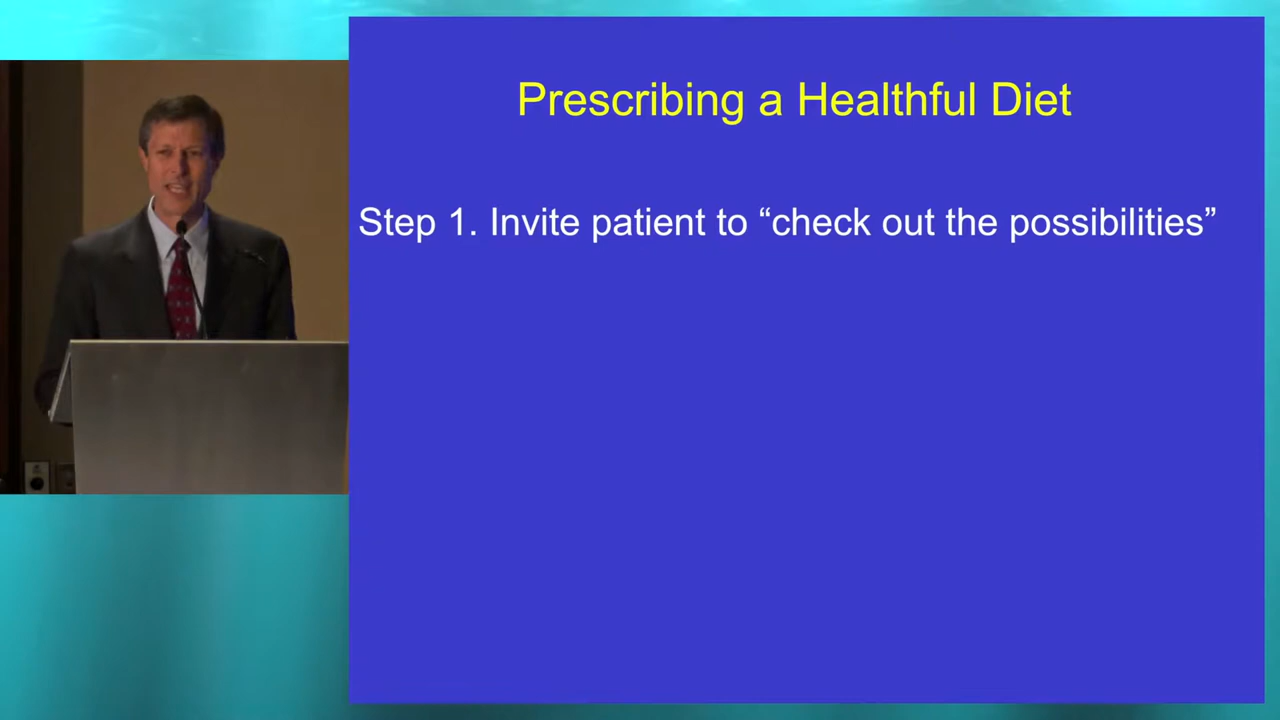 Prescribing a Healthful Diet
Step 1. Invite patient to “check out the possibilities”